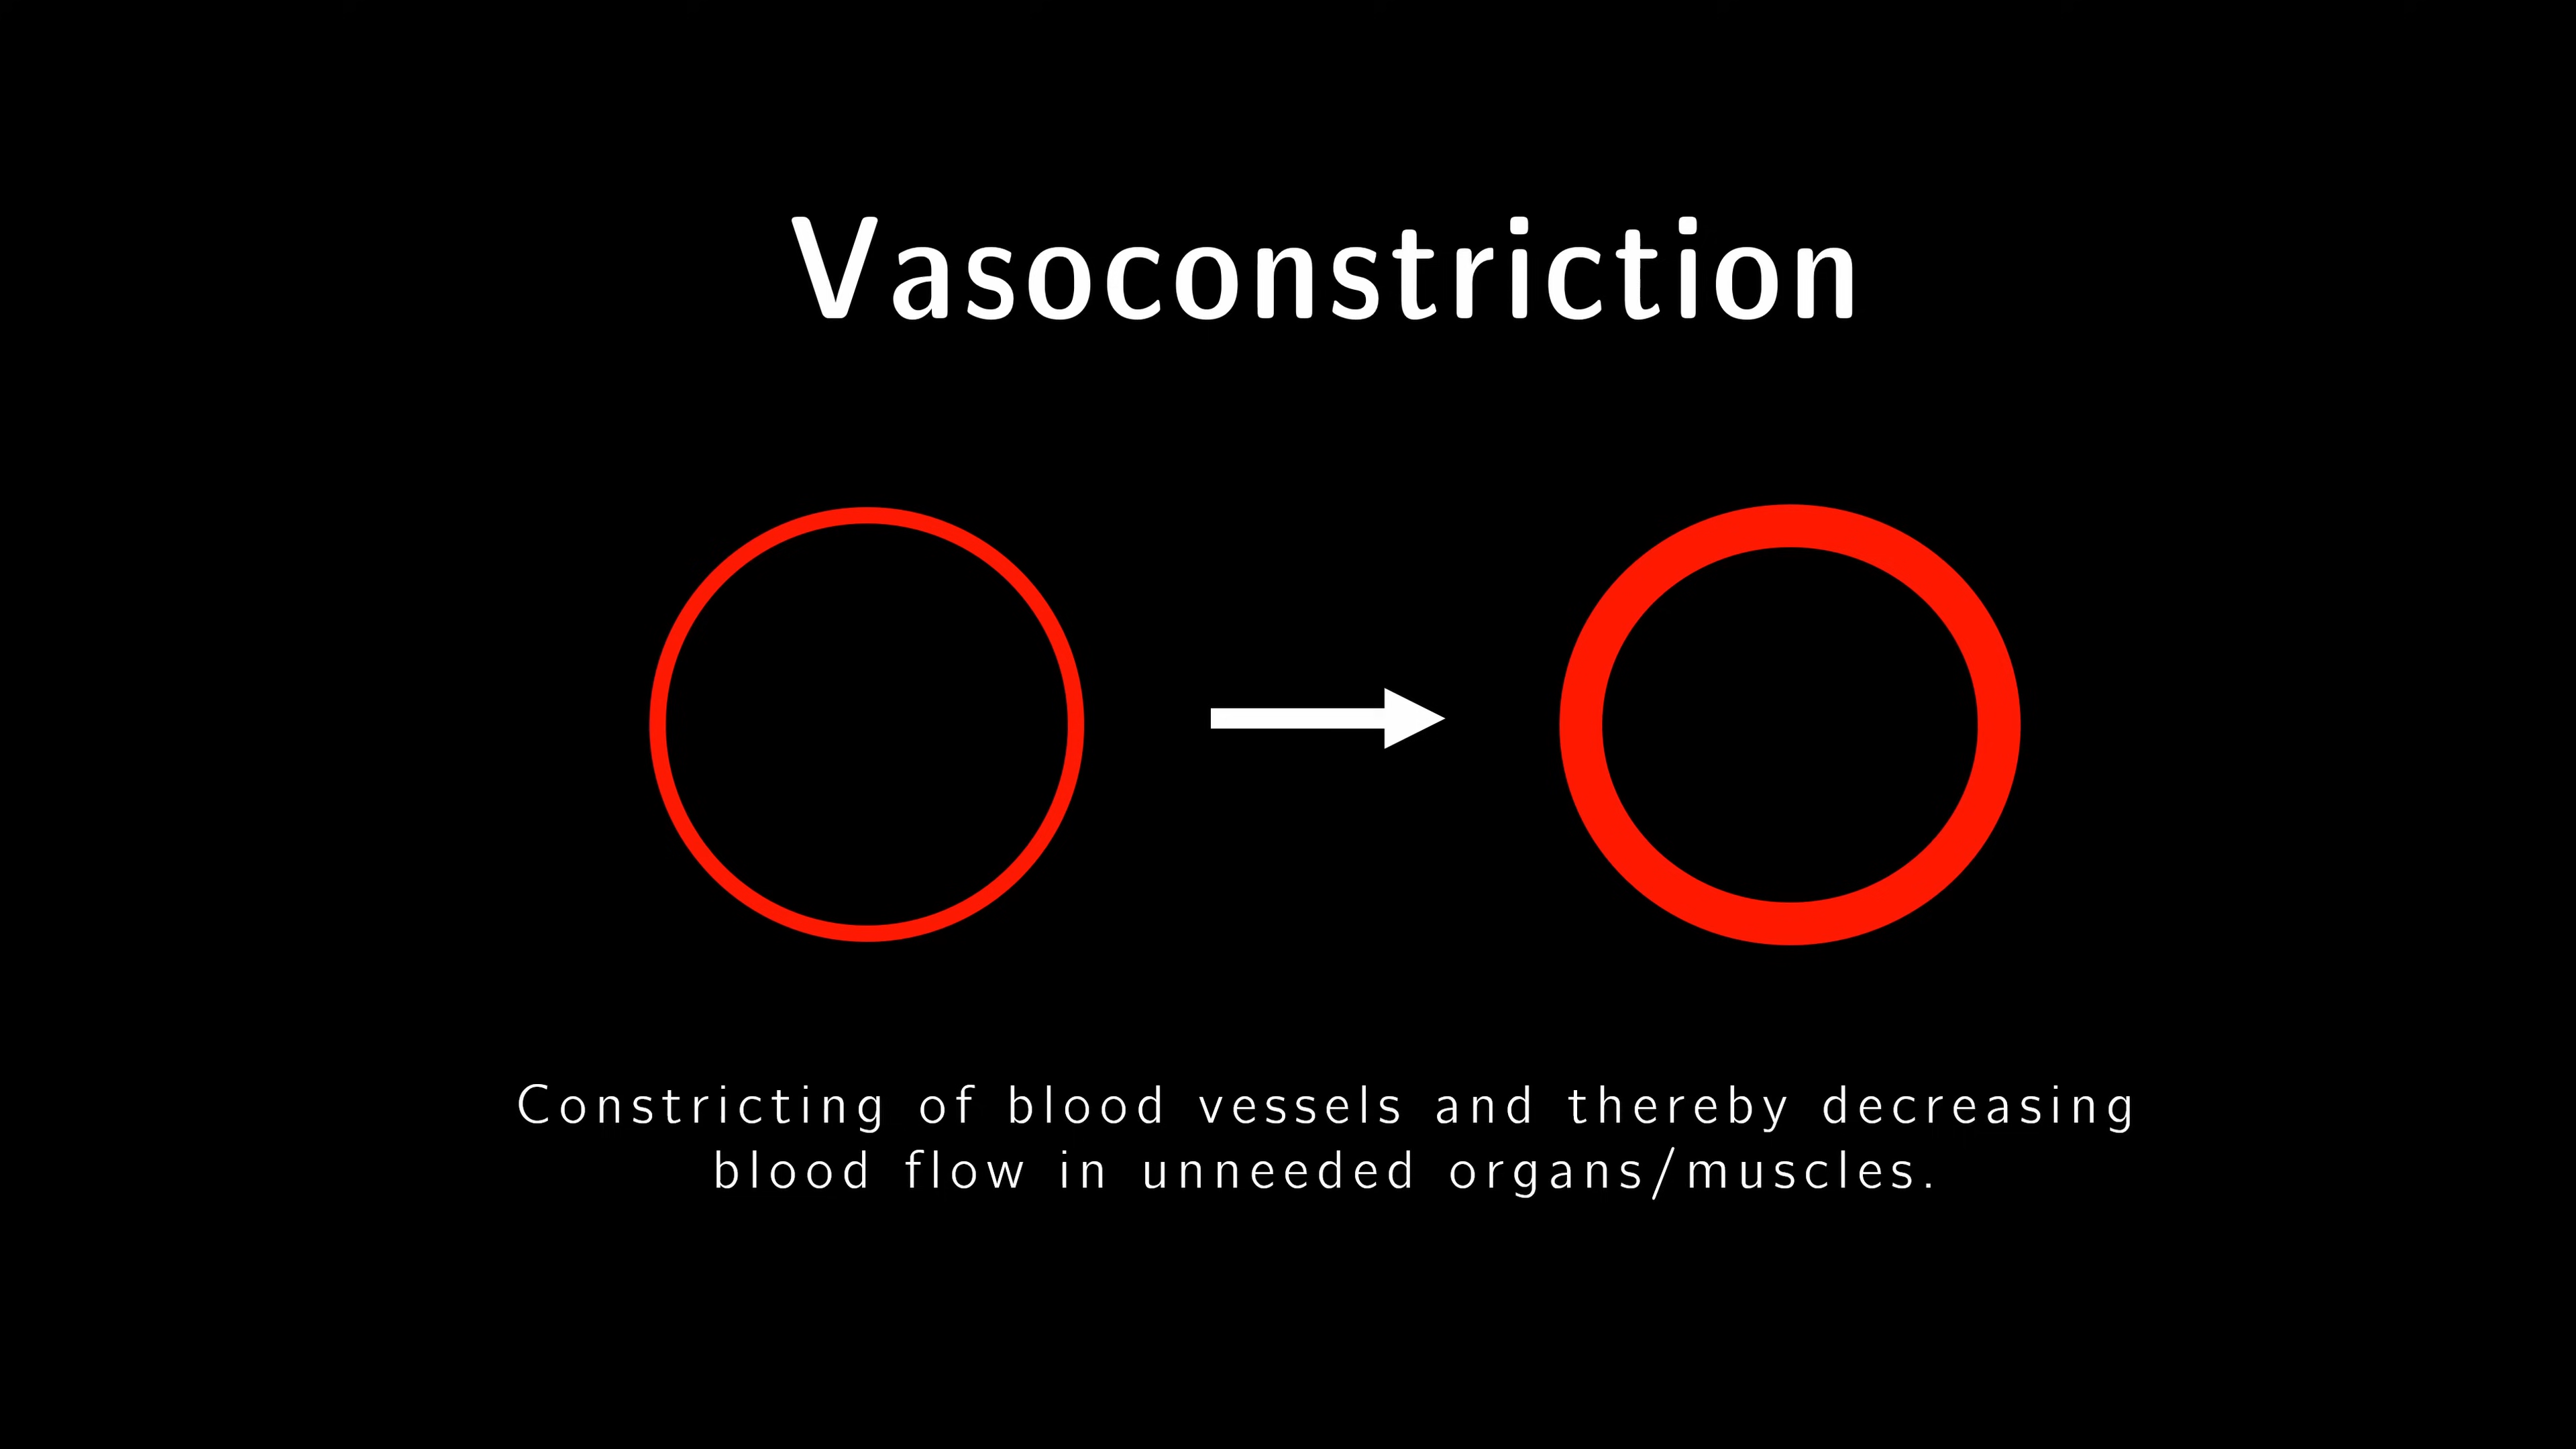 Vasoconstriction
Constricting of blood vessels and thereby decreasing
blood flow in unneeded organs/muscles.